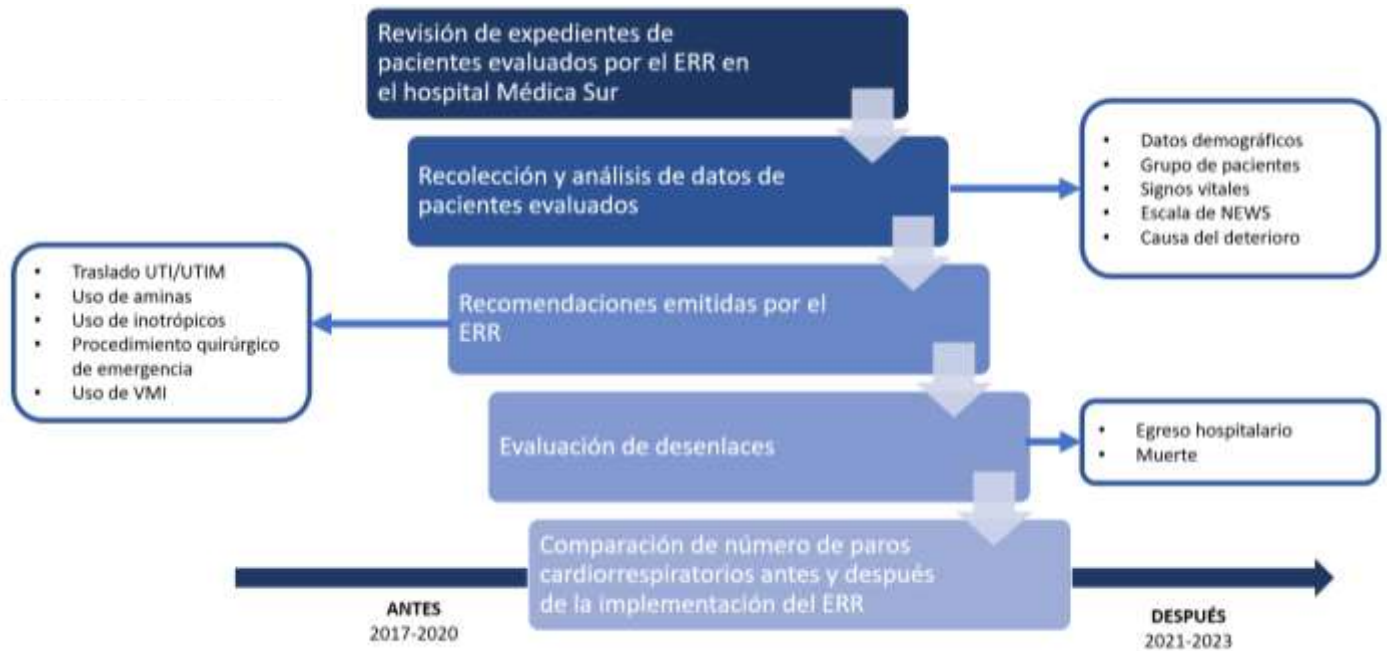 Revisión de expedientes de
pacientes evaluados por el ERR en
el hospital Médica Sur
Recolección y análisis de datos de
pacientes evaluados
• Datos demográficos
• Grupo de pacientes
• Signos vitales
• Escala de NEWS
• Causa del deterioro
Recomendaciones emitidas por el
ERR
• Traslado UTI/UTIM
• Uso de aminas
• Uso de inotrópicos
• Procedimiento quirúrgico
de emergencia
• Uso de VMI
Evaluación de desenlaces
• Egreso hospitalario
• Muerte
Comparación de número de paros
cardiorrespiratorios antes y después
de la implementación del ERR
ANTES
2017-2020
DESPUÉS
2021-2023